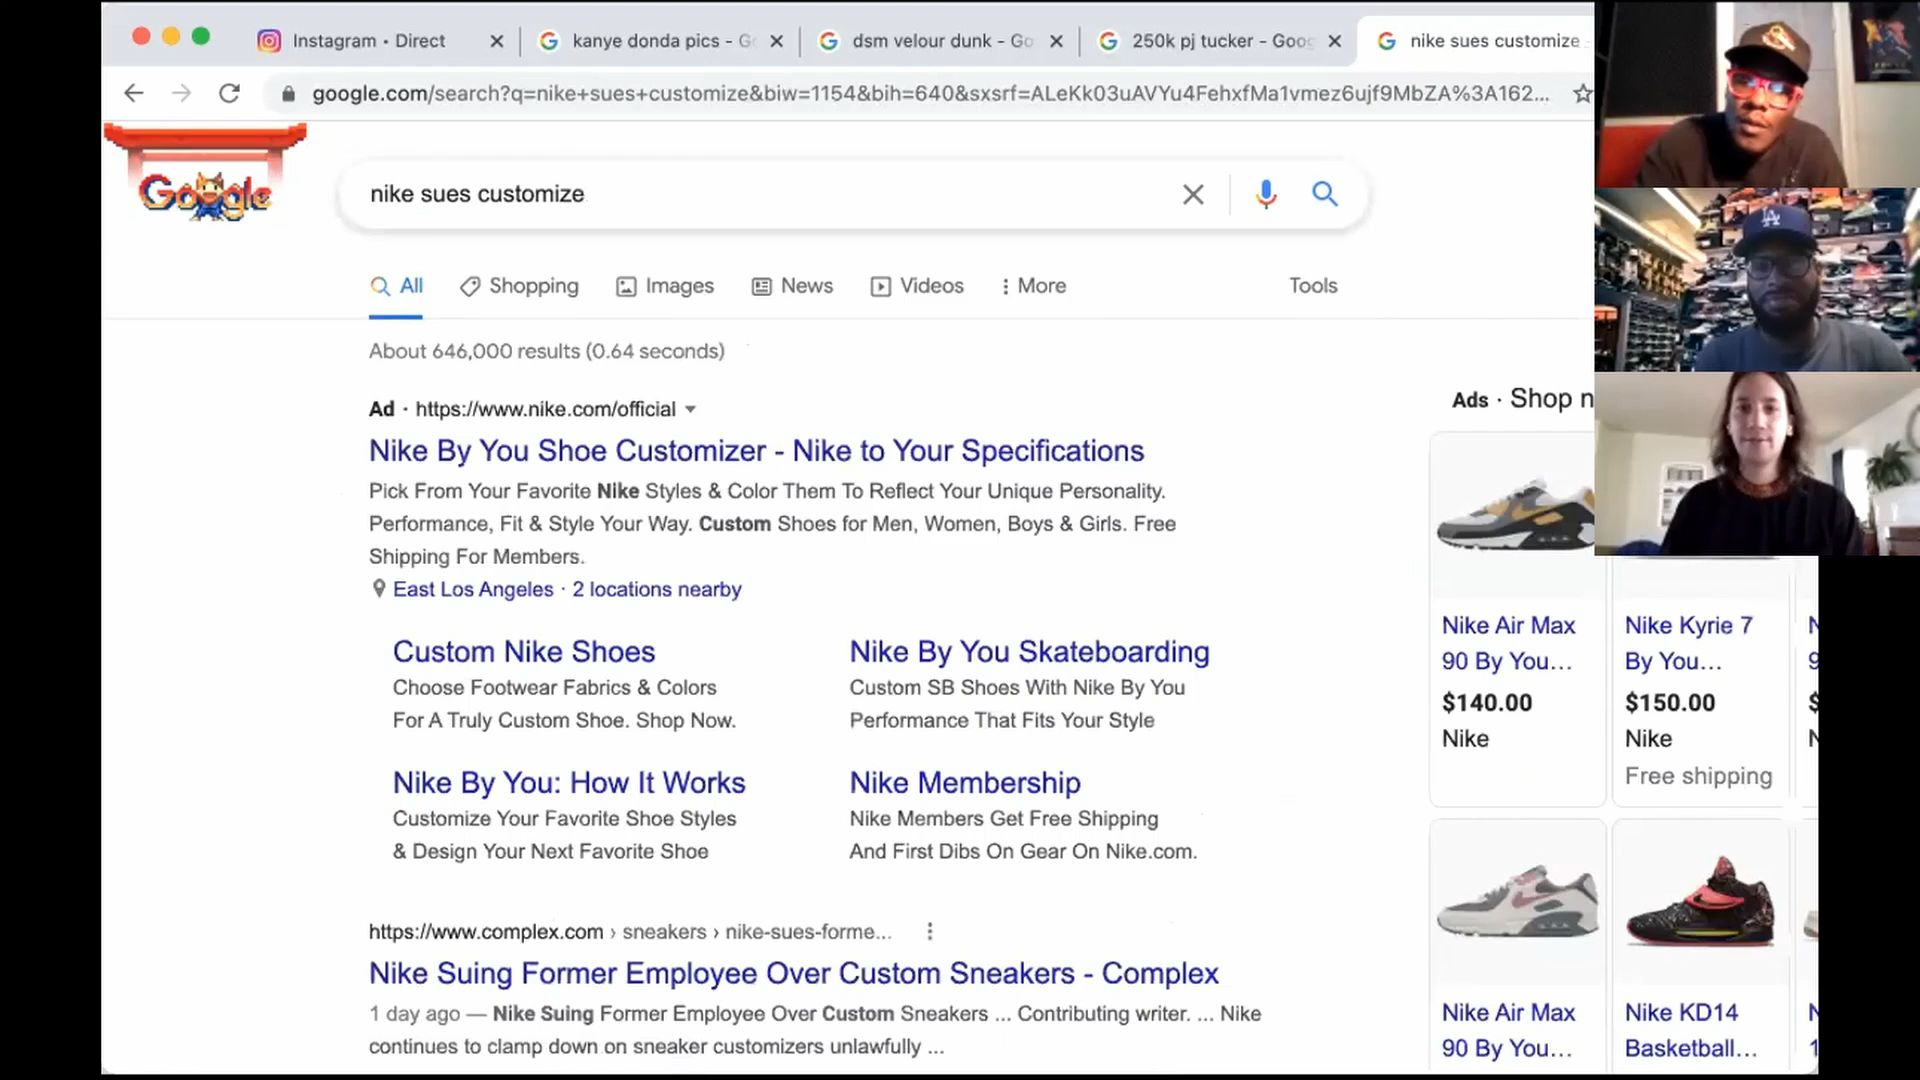 Instagram • Direct
kanye donda pics - Go
dsm velour dunk - Go
250k pj tucker - Goog
nike sues customize
google.com/search?q=nike+sues+customize&biw=1154&bih=640&sxsrf=ALeKk03uAVYu4FehxfMa1vmez6ujf9MbZA%3A162...
Google
nike sues customize
All
Shopping
Images
News
Videos
More
Tools
About 646,000 results (0.64 seconds)
Ad · https://www.nike.com/official
Nike By You Shoe Customizer - Nike to Your Specifications
Pick From Your Favorite Nike Styles & Color Them To Reflect Your Unique Personality.
Performance, Fit & Style Your Way. Custom Shoes for Men, Women, Boys & Girls. Free
Shipping For Members.
East Los Angeles · 2 locations nearby
Custom Nike Shoes
Choose Footwear Fabrics & Colors
For A Truly Custom Shoe. Shop Now.
Nike By You Skateboarding
Custom SB Shoes With Nike By You
Performance That Fits Your Style
Nike By You: How It Works
Customize Your Favorite Shoe Styles
& Design Your Next Favorite Shoe
Nike Membership
Nike Members Get Free Shipping
And First Dibs On Gear On Nike.com.
https://www.complex.com › sneakers › nike-sues-forme...
Nike Suing Former Employee Over Custom Sneakers - Complex
1 day ago — Nike Suing Former Employee Over Custom Sneakers ... Contributing writer. ... Nike
continues to clamp down on sneaker customizers unlawfully ...
Ads · Shop n
Nike Air Max
90 By You...
$140.00
Nike
Nike Kyrie 7
By You...
$150.00
Nike
Free shipping
Nike Air Max
90 By You...
Nike KD14
Basketball...
LA